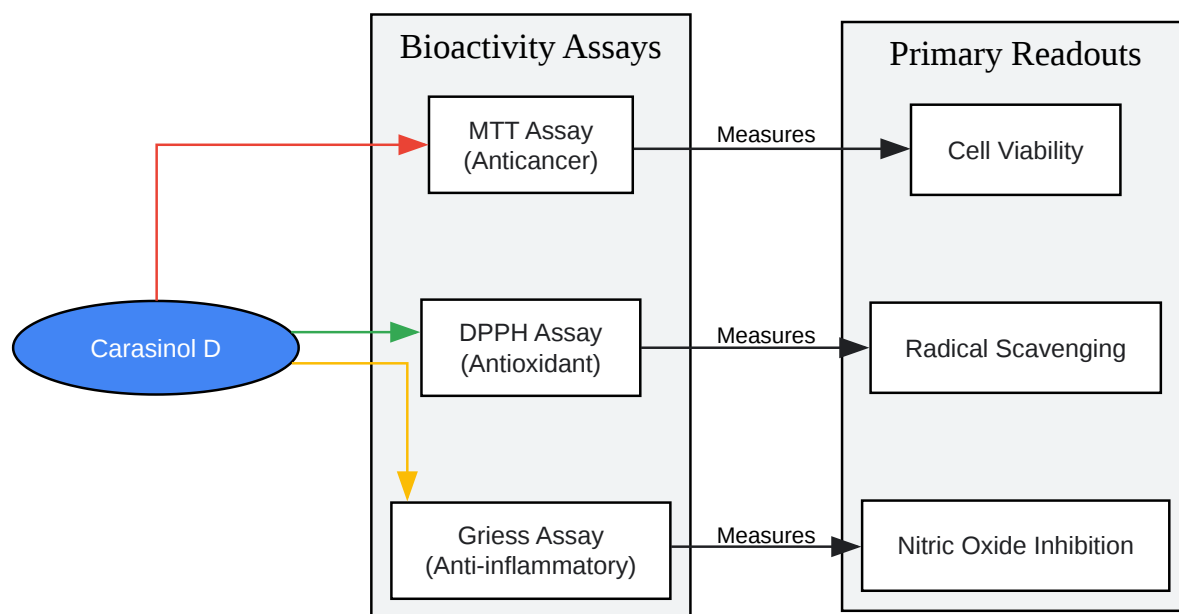 Bioactivity Assays
Primary Readouts
MTT Assay
(Anticancer)
Measures
Cell Viability
Carasinol D
DPPH Assay
(Antioxidant)
Measures
Radical Scavenging
Griess Assay
(Anti-inflammatory)
Measures
Nitric Oxide Inhibition